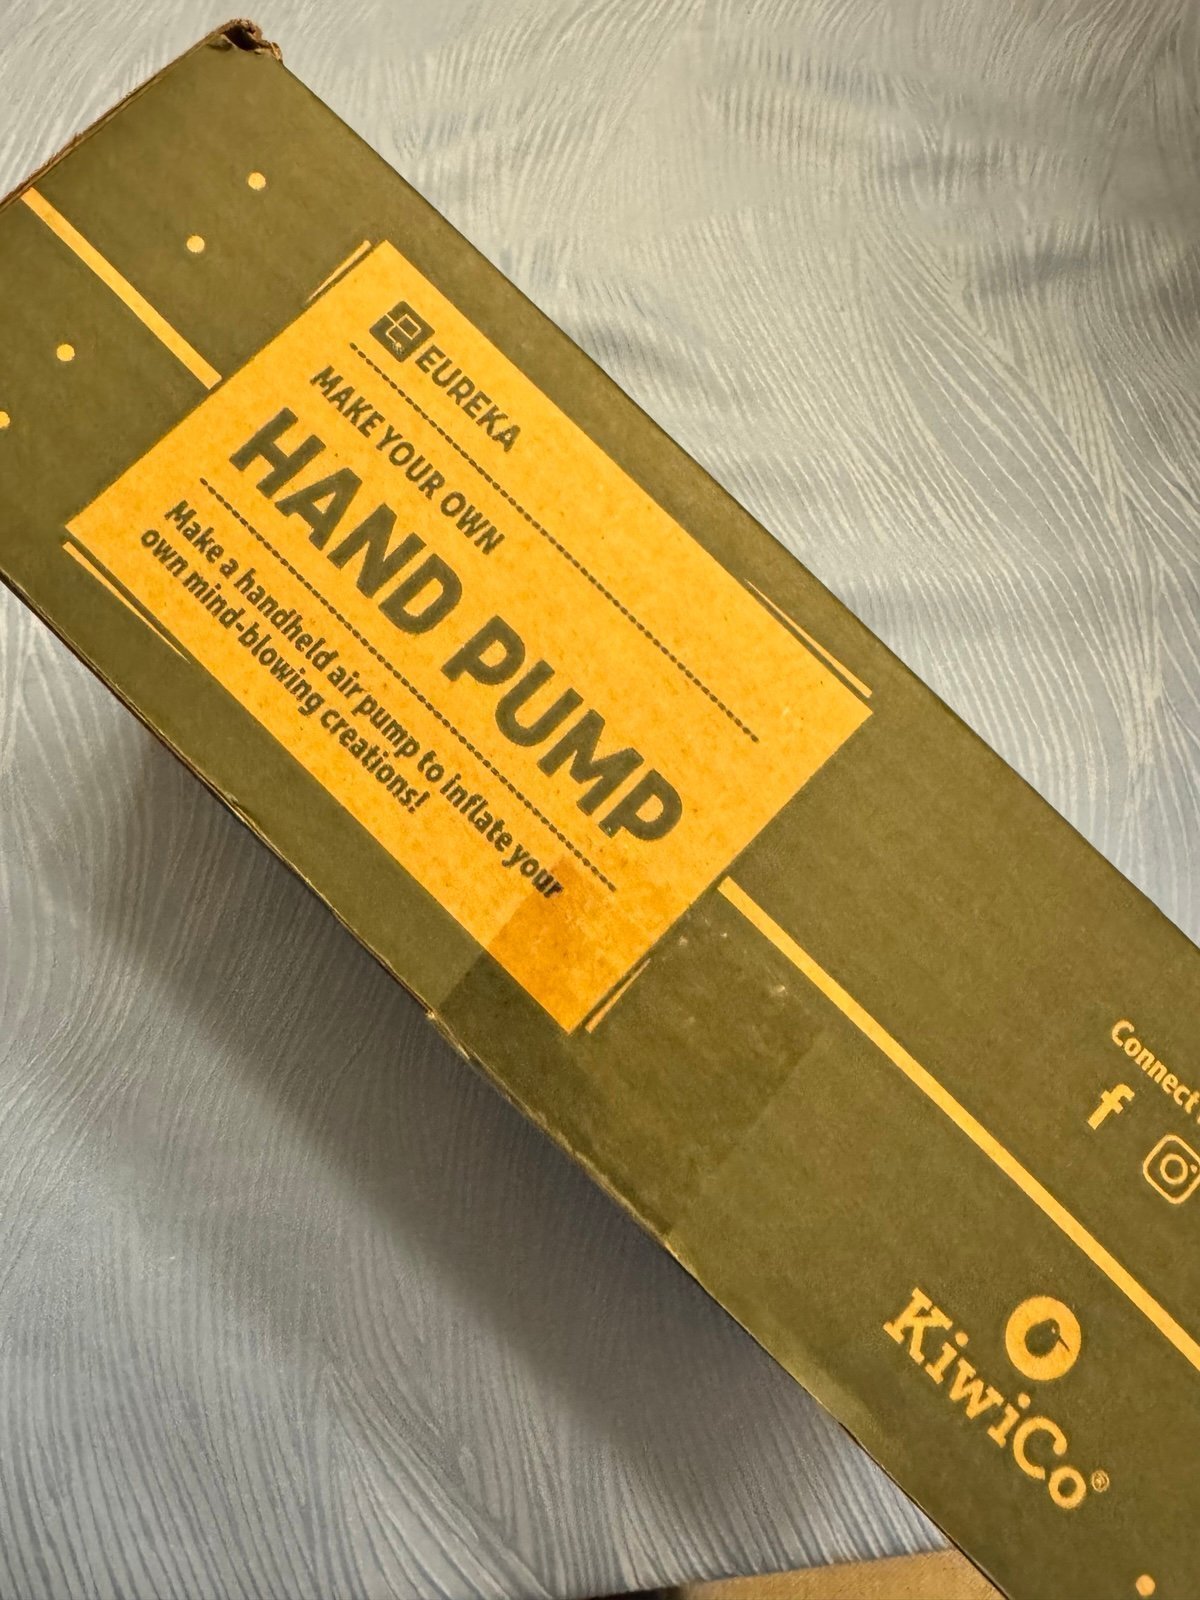 EUREKA
MAKE YOUR OWN
HAND PUMP
Make a handheld air pump to inflate your
own mind-blowing creations!
Connect
KiwiCo®